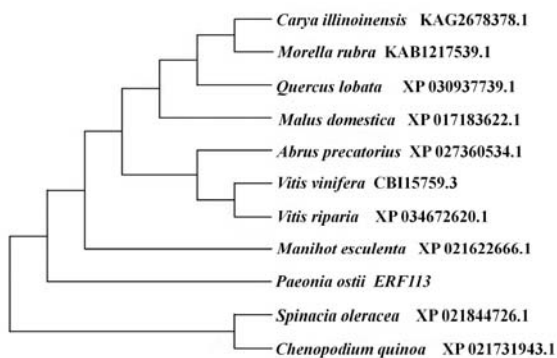 Carya illinoinensis KAG2678378.1
Morella rubra KAB1217539.1
Quercus lobata XP 030937739.1
Malus domestica XP 017183622.1
Abrus precatorius XP 027360534.1
Vitis vinifera CBI15759.3
Vitis riparia XP 034672620.1
Manihot esculenta XP 021622666.1
Paeonia ostii ERF113
Spinacia oleracea XP 021844726.1
Chenopodium quinoa XP 021731943.1